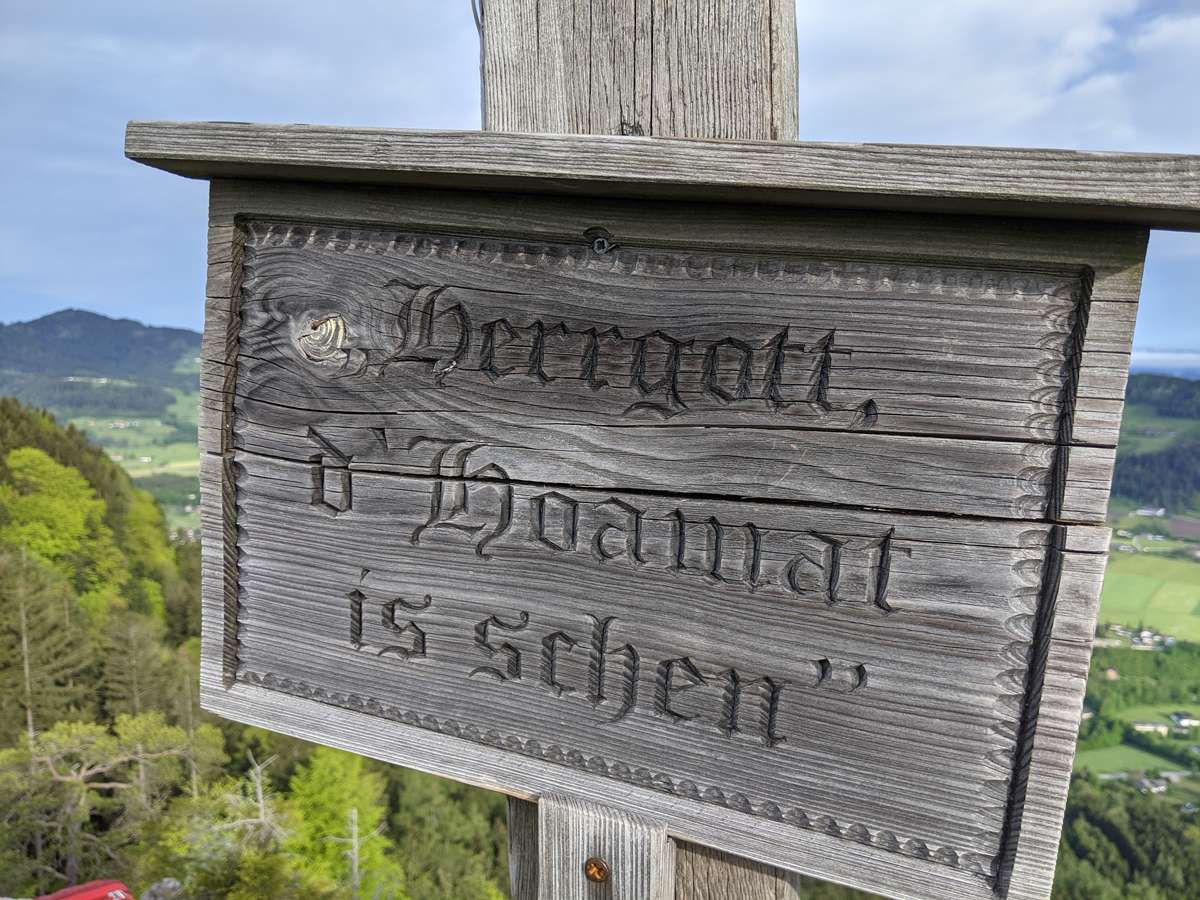 „Herrgott,
d' Hoamat
is schen"